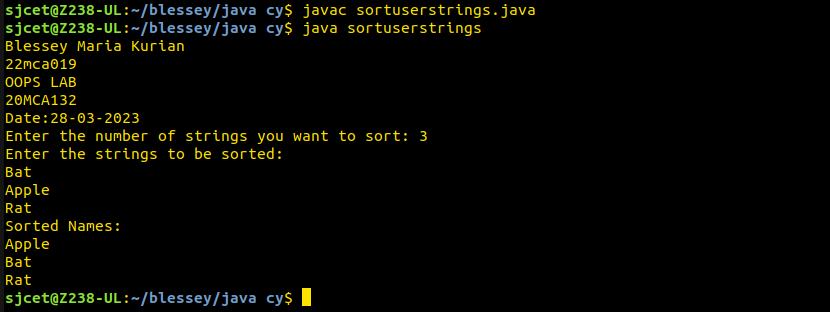 sjcet@Z238-UL:~/blessey/java cy$ javac sortuserstrings.java
sjcet@Z238-UL:~/blessey/java cy$ java sortuserstrings
Blessey Maria Kurian
22mca019
OOPS LAB
20MCA132
Date:28-03-2023
Enter the number of strings you want to sort: 3
Enter the strings to be sorted:
Bat
Apple
Rat
Sorted Names:
Apple
Bat
Rat
sjcet@Z238-UL:~/blessey/java cy$